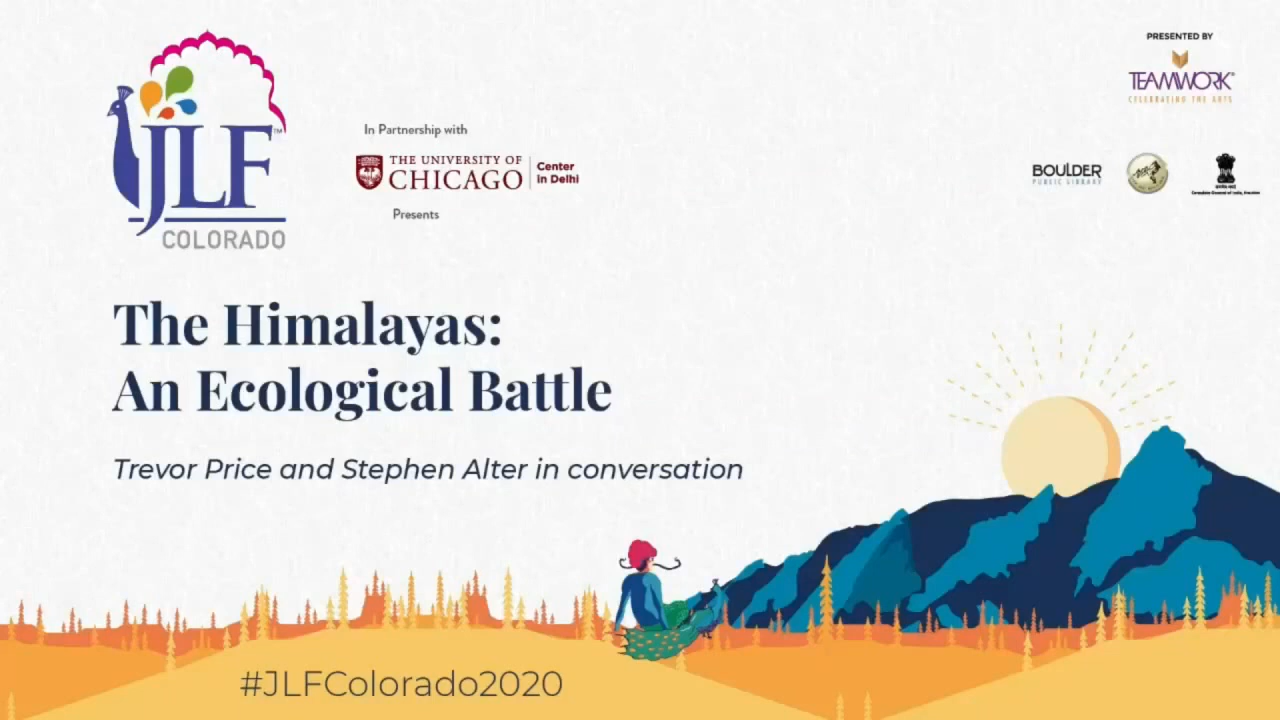 JLF™
COLORADO
In Partnership with
THE UNIVERSITY OF
CHICAGO
Center
in Delhi
Presents
PRESENTED BY
TEAMWORK®
CELEBRATING THE ARTS
BOULDER
PUBLIC LIBRARY
The Himalayas:
An Ecological Battle
Trevor Price and Stephen Alter in conversation
#JLFColorado2020